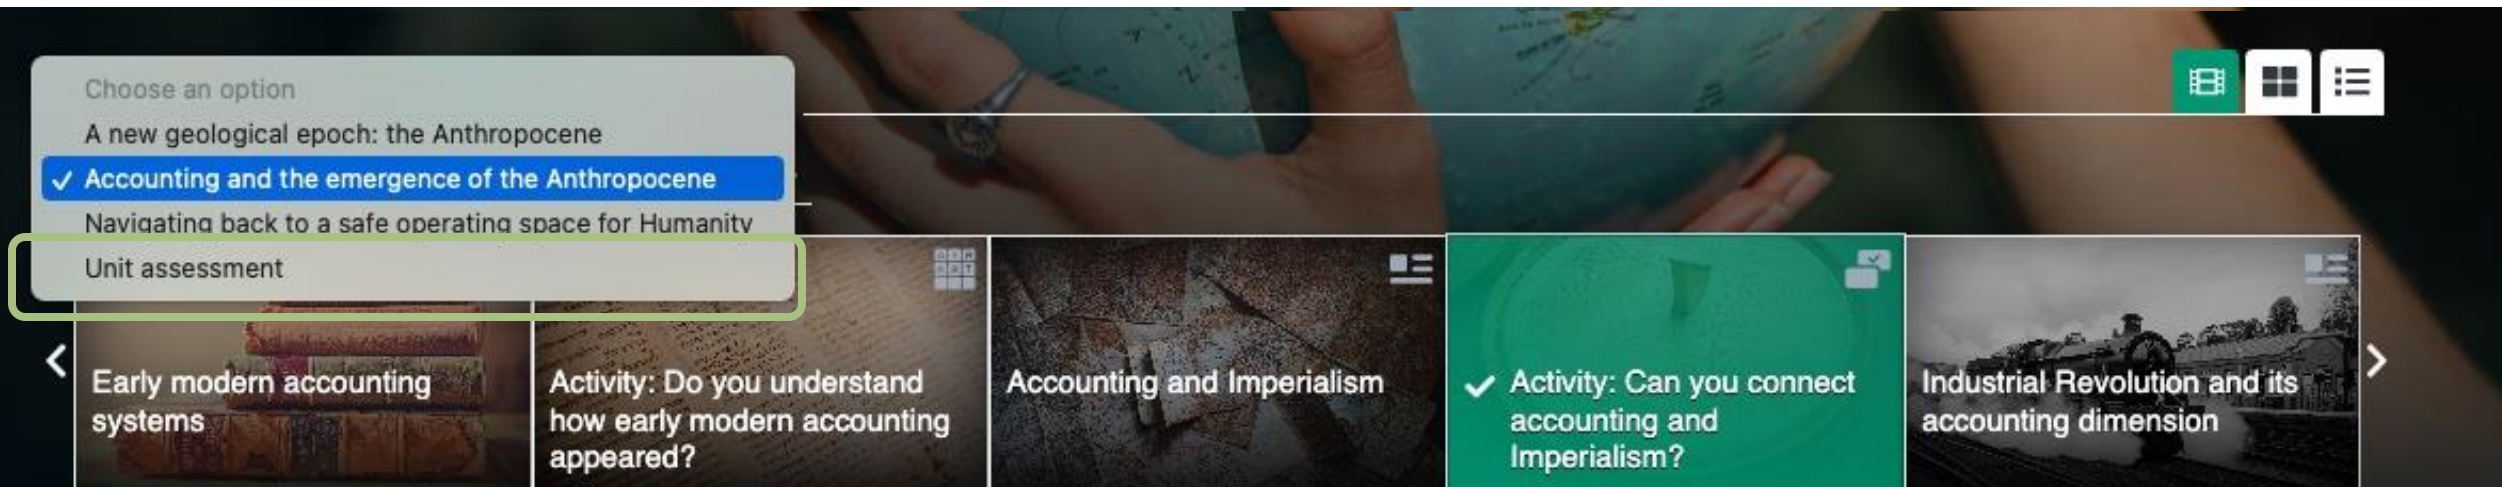 Choose an option
A new geological epoch: the Anthropocene
Accounting and the emergence of the Anthropocene
Navigating back to a safe operating space for Humanity
Unit assessment
Early modern accounting
systems
Activity: Do you understand
how early modern accounting
appeared?
Accounting and Imperialism
Activity: Can you connect
accounting and
Imperialism?
Industrial Revolution and its
accounting dimension